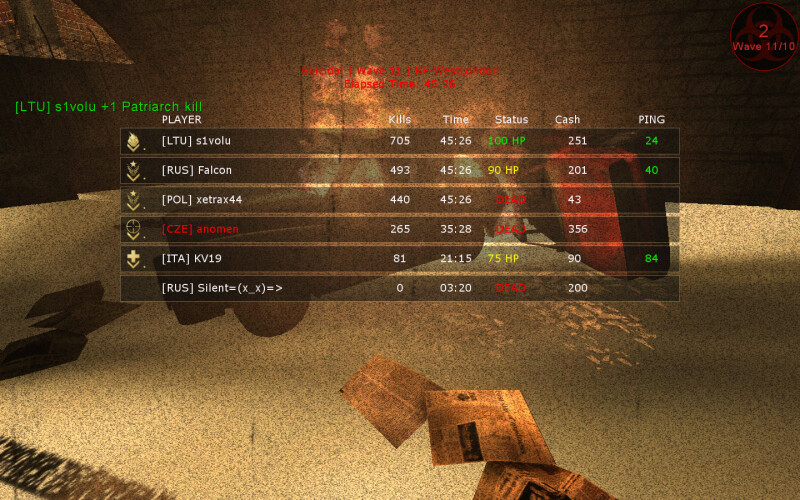 2
Wave 11/10
Elapsed Time:
[LTU] s1volu +1 Patriarch kill
PLAYER Kills Time Status Cash PING
[LTU] s1volu 705 45:26 100 HP 251 24
[RUS] Falcon 493 45:26 90 HP 201 40
[POL] xetrax44 440 45:26 DEAD 43
[CZE] anomen 265 35:28 DEAD 356
[ITA] KV19 81 21:15 75 HP 90 84
[RUS] Silent=(x_x)=> 0 03:20 DEAD 200